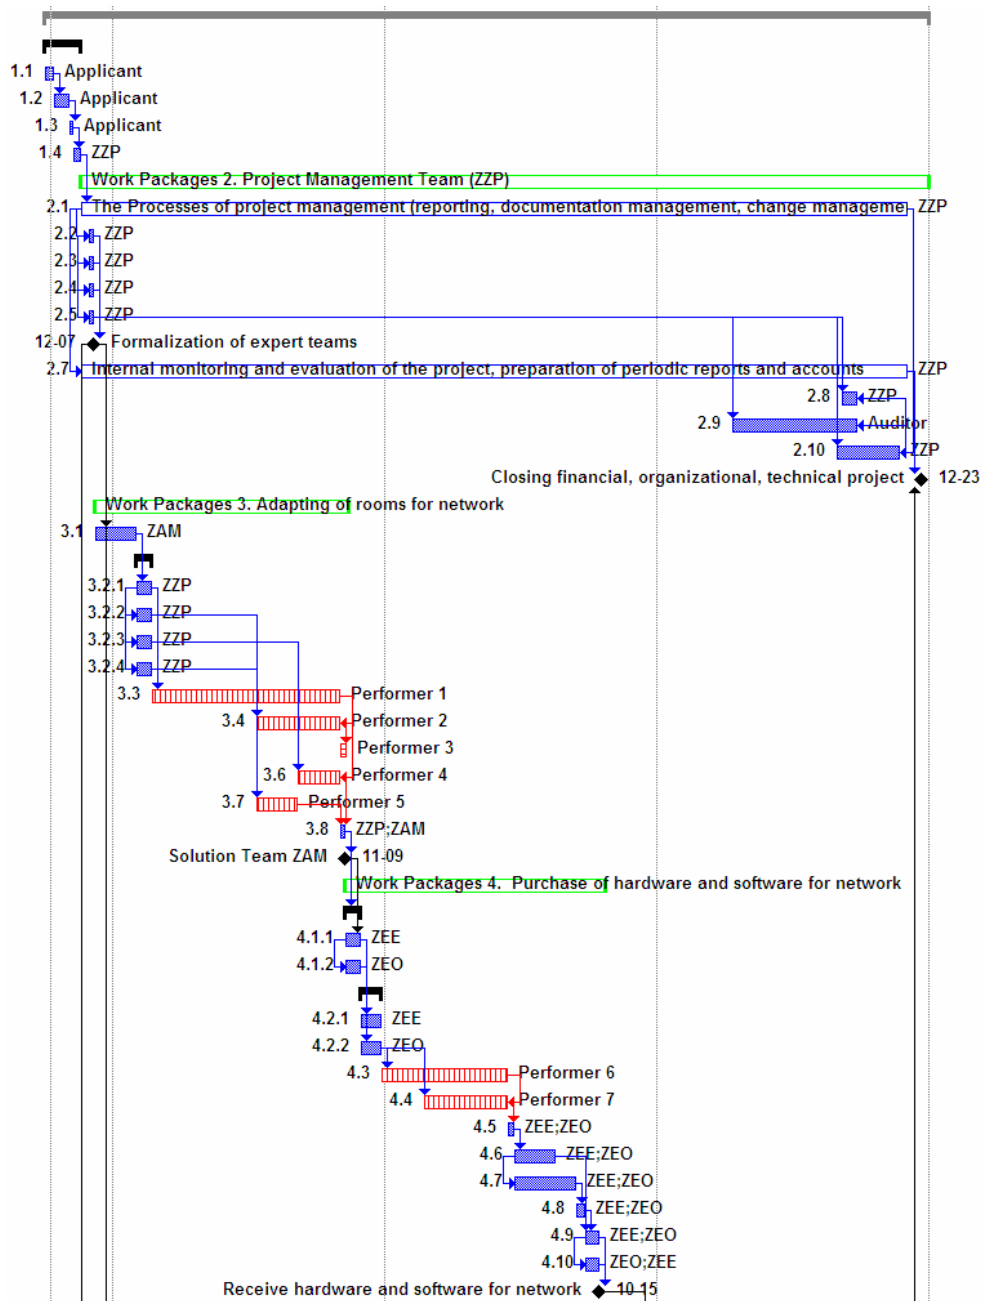 1.1 Applicant
1.2 Applicant
1.3 Applicant
1.4 ZZP
Work Packages 2. Project Management Team (ZZP)
2.1 The Processes of project management (reporting, documentation management, change manageme ZZP
2.2 ZZP
2.3 ZZP
2.4 ZZP
2.5 ZZP
12-07 Formalization of expert teams
2.7 Internal monitoring and evaluation of the project, preparation of periodic reports and accounts ZZP
2.8 ZZP
2.9 Auditor
2.10 ZZP
Closing financial, organizational, technical project 12-23
Work Packages 3. Adapting of rooms for network
3.1 ZAM
3.2.1 ZZP
3.2.2 ZZP
3.2.3 ZZP
3.2.4 ZZP
3.3 Performer 1
3.4 Performer 2
Performer 3
3.6 Performer 4
3.7 Performer 5
3.8 ZZP;ZAM
Solution Team ZAM 11-09
Work Packages 4. Purchase of hardware and software for network
4.1.1 ZEE
4.1.2 ZEO
4.2.1 ZEE
4.2.2 ZEO
4.3 Performer 6
4.4 Performer 7
4.5 ZEE;ZEO
4.6 ZEE;ZEO
4.7 ZEE;ZEO
4.8 ZEE;ZEO
4.9 ZEE;ZEO
4.10 ZEO;ZEE
Receive hardware and software for network 10-15